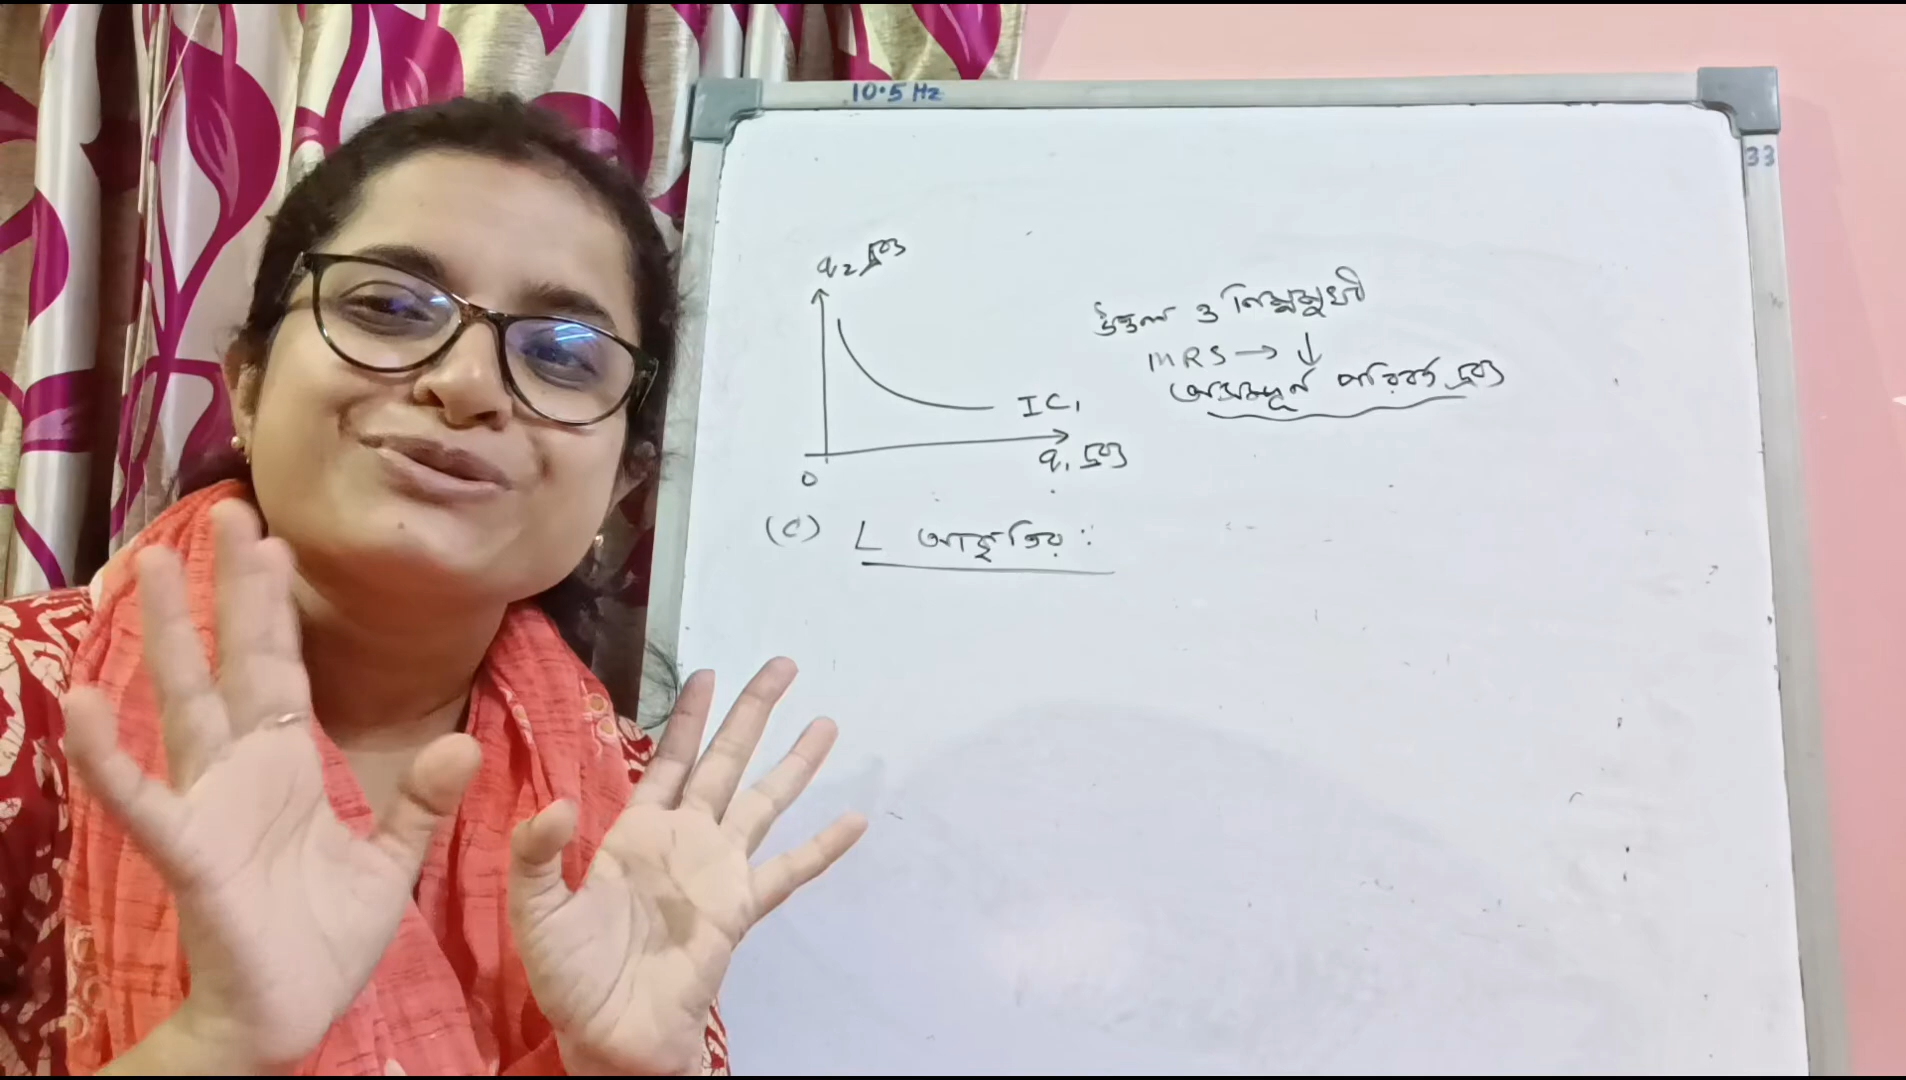 10.5 Hz
33
q₂ দ্রব্য
উত্তল ও নিম্নমুখী
MRS → ↓
অসম্পূর্ণ পরিবর্ত দ্রব্য
IC₁
q₁ দ্রব্য
0
(c) L আকৃতির :